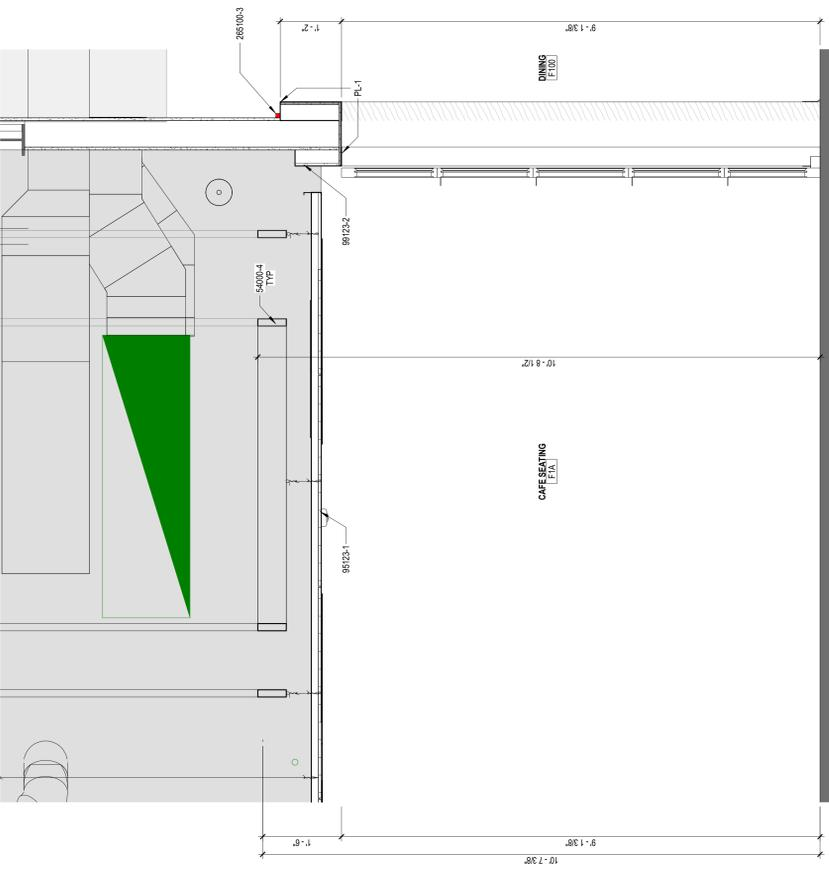 265100-3
1' - 2"
9' - 1 3/8"
DINING
F100
PL-1
99123-2
54000-4
TYP
10' - 8 1/2"
CAFE SEATING
F1A
95123-1
1' - 6"
9' - 1 3/8"
10' - 7 3/8"